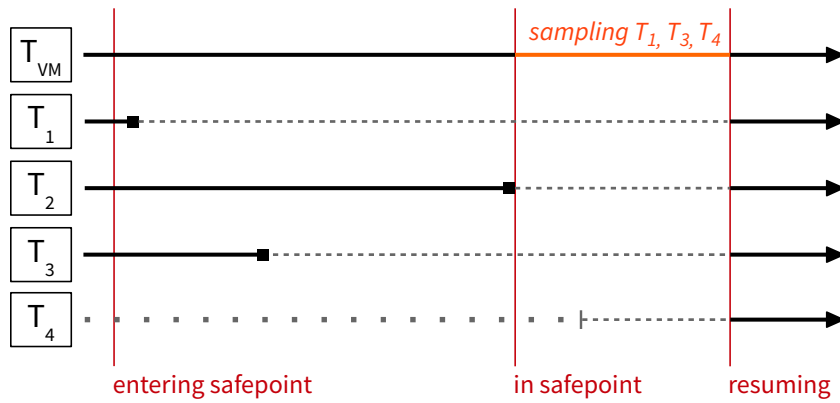 sampling T1, T3, T4
TVM
T1
T2
T3
T4
entering safepoint
in safepoint
resuming